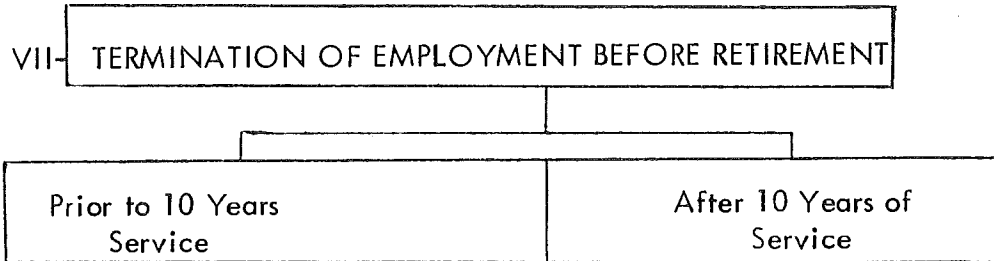 VII- TERMINATION OF EMPLOYMENT BEFORE RETIREMENT
Prior to 10 Years
Service
After 10 Years of
Service